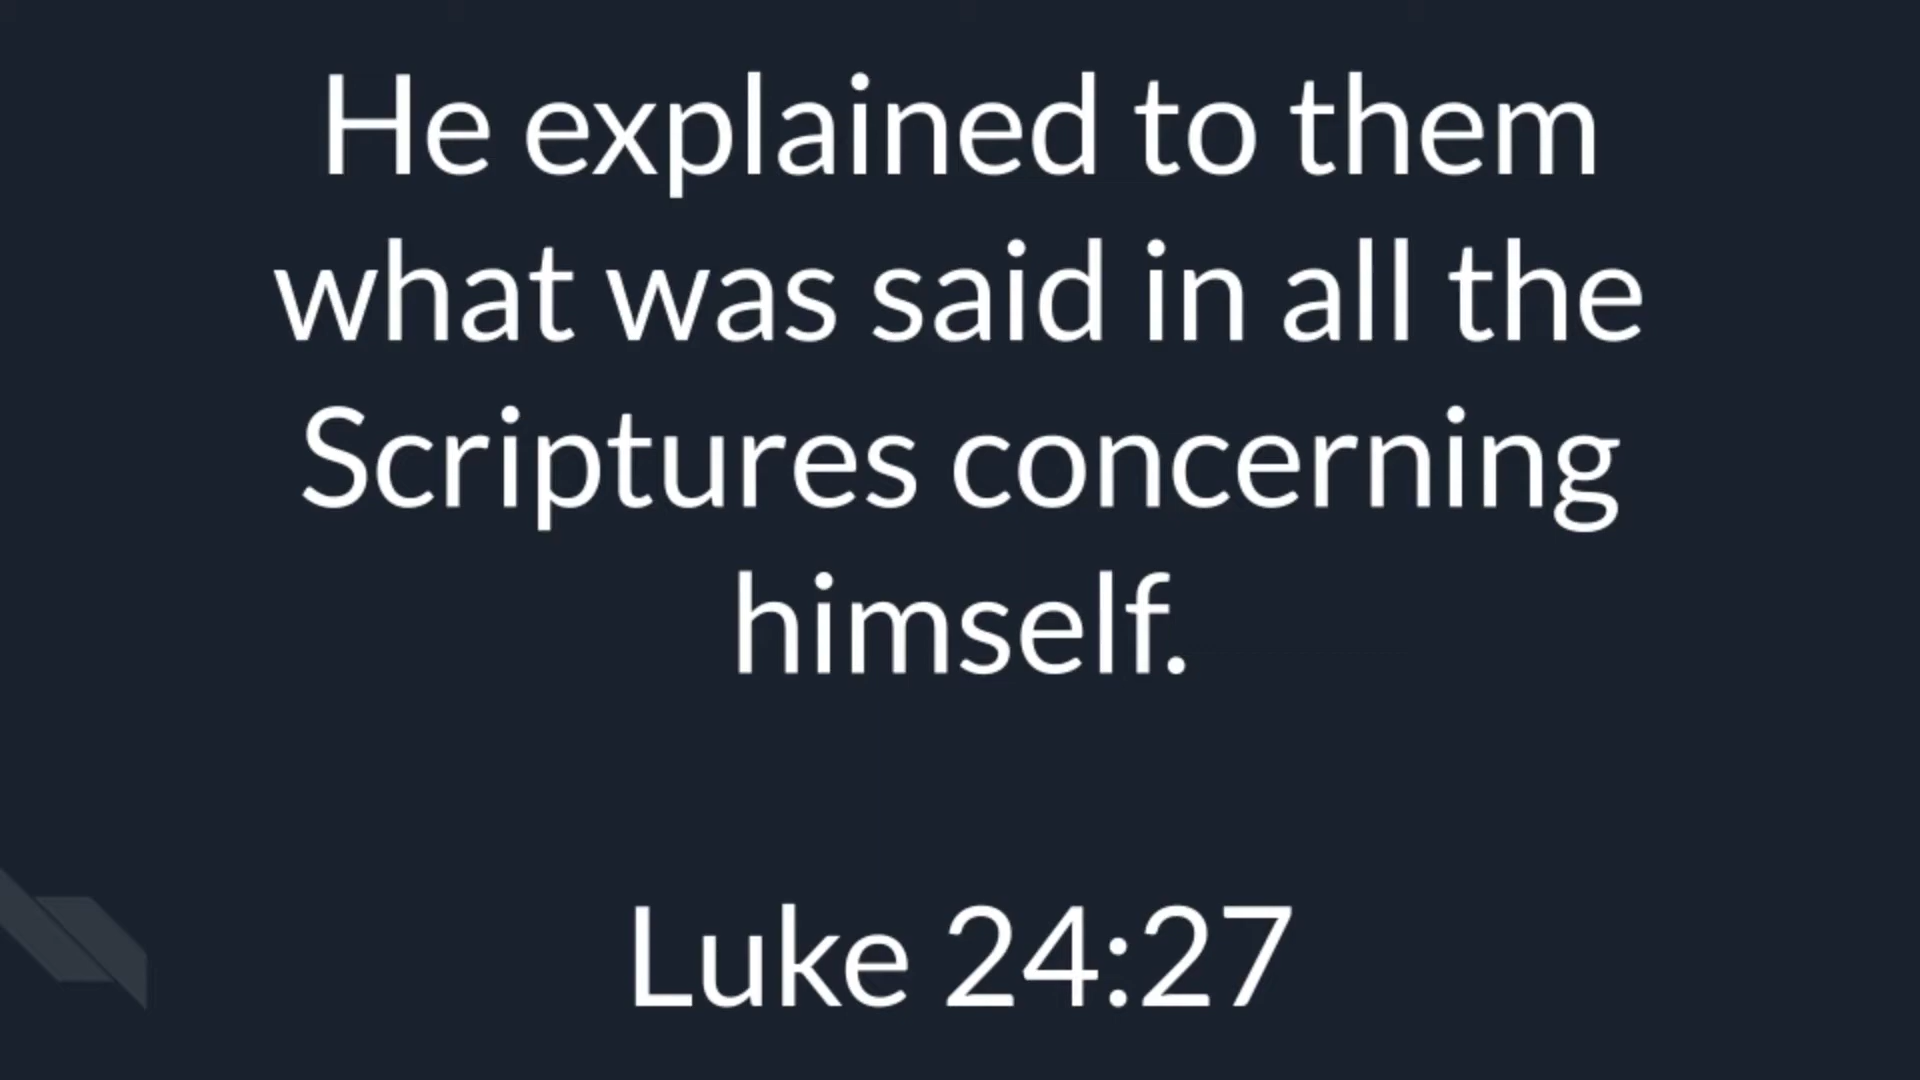 He explained to them
what was said in all the
Scriptures concerning
himself.
Luke 24:27